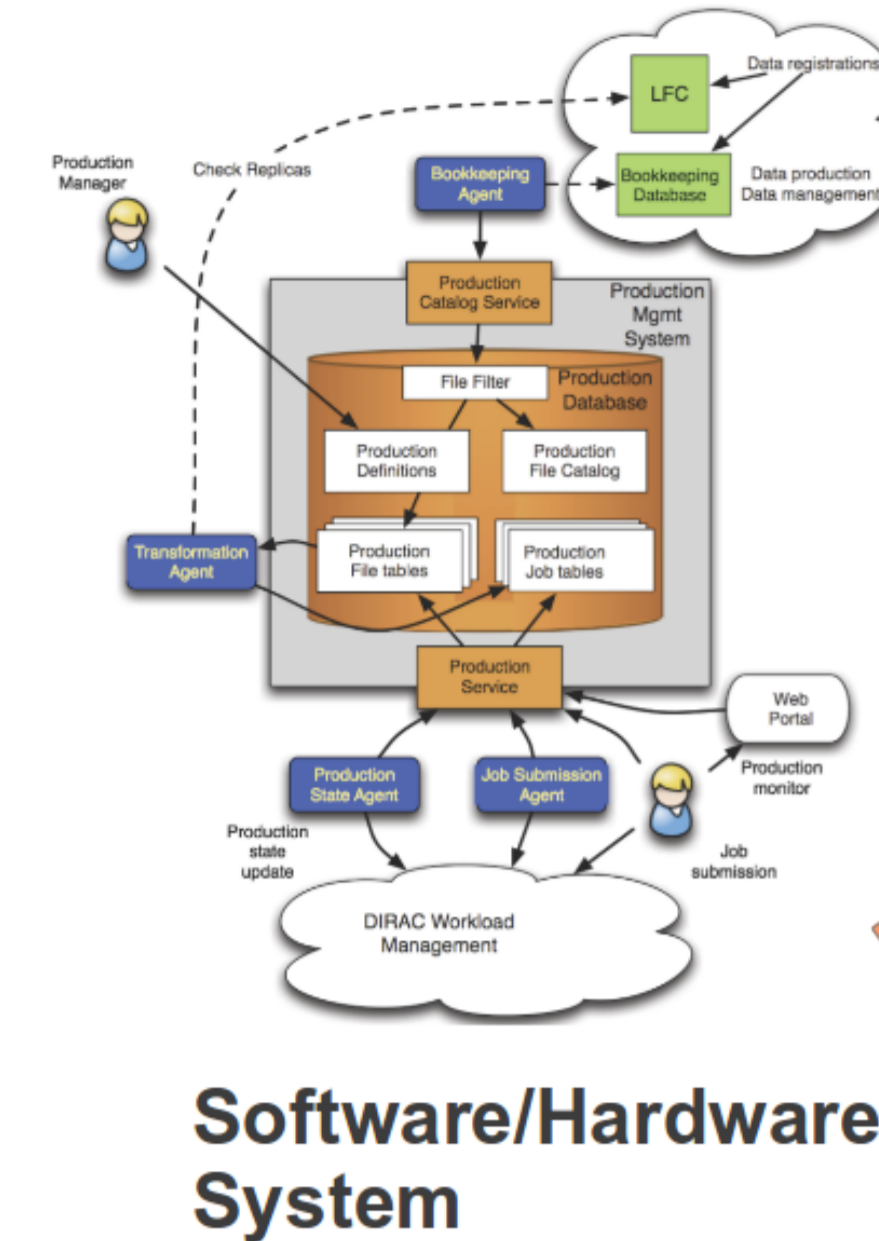 Data registrations
LFC
Production
Manager
Check Replicas
Bookkeeping
Agent
Bookkeeping
Database
Data production
Data management
Production
Catalog Service
Production
Mgmt
System
File Filter
Production
Database
Production
Definitions
Production
File Catalog
Transformation
Agent
Production
File tables
Production
Job tables
Production
Service
Web
Portal
Production
State Agent
Job Submission
Agent
Production
monitor
Production
state
update
Job
submission
DIRAC Workload
Management
Software/Hardware
System